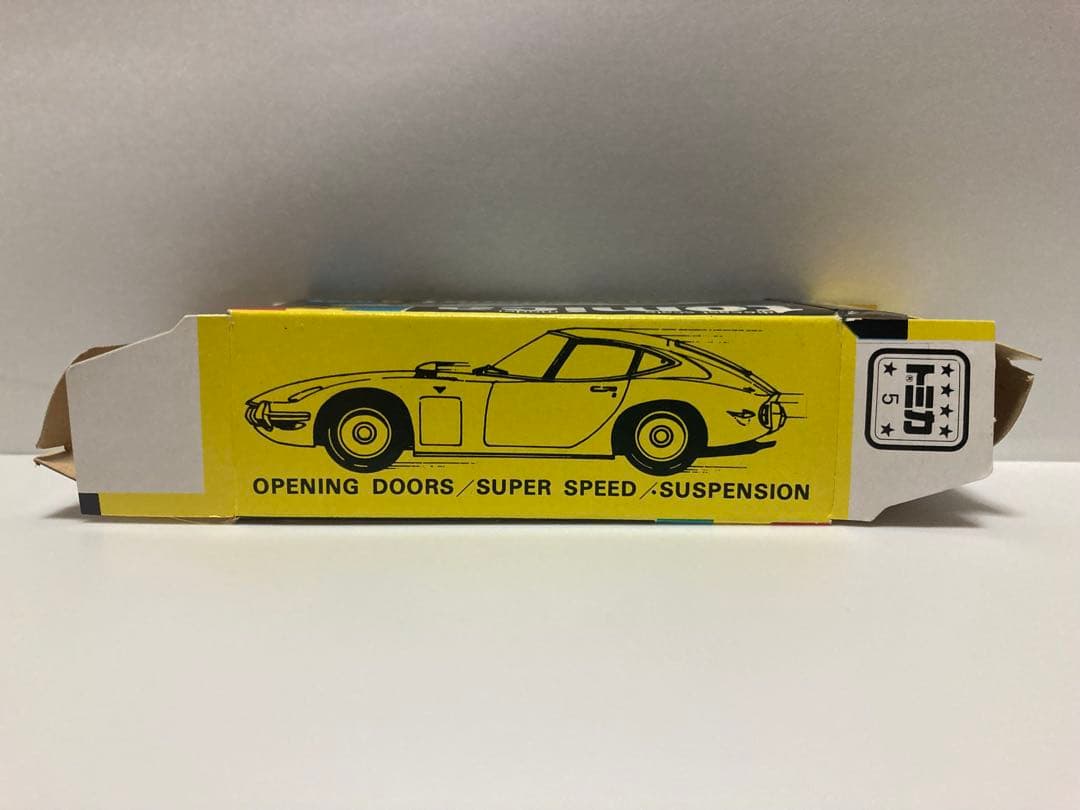 OPENING DOORS/SUPER SPEED/·SUSPENSION
トミカ
5